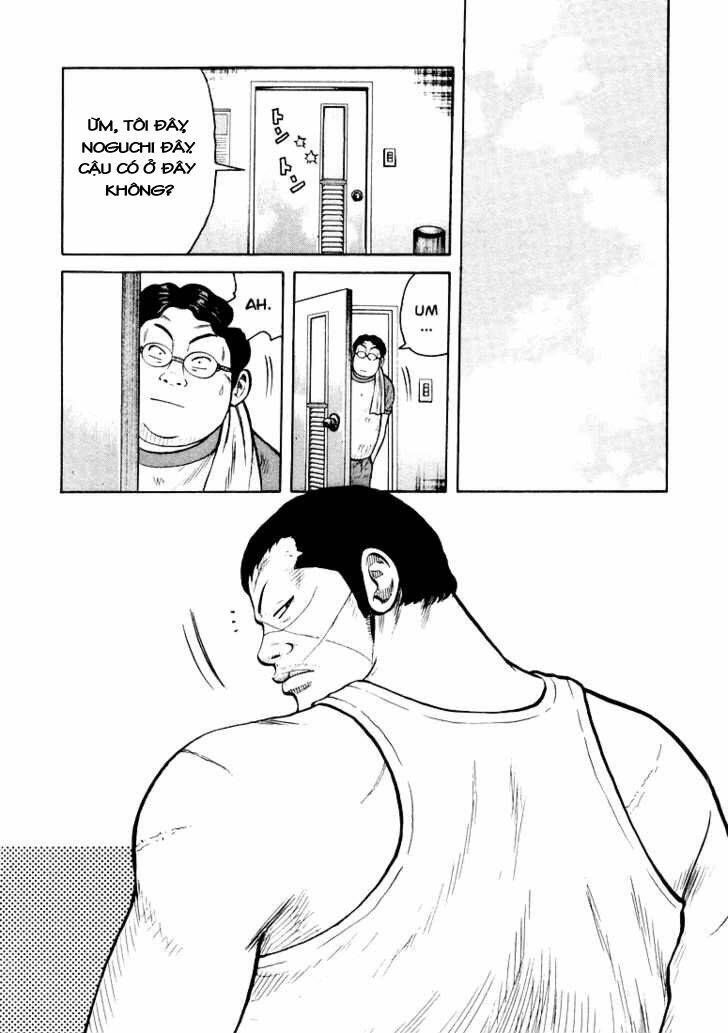 ỪM, TÔI ĐÂY,
NOGUCHI ĐÂY.
CẬU CÓ Ở ĐÂY
KHÔNG?
トントン
AH.
UM
...
...